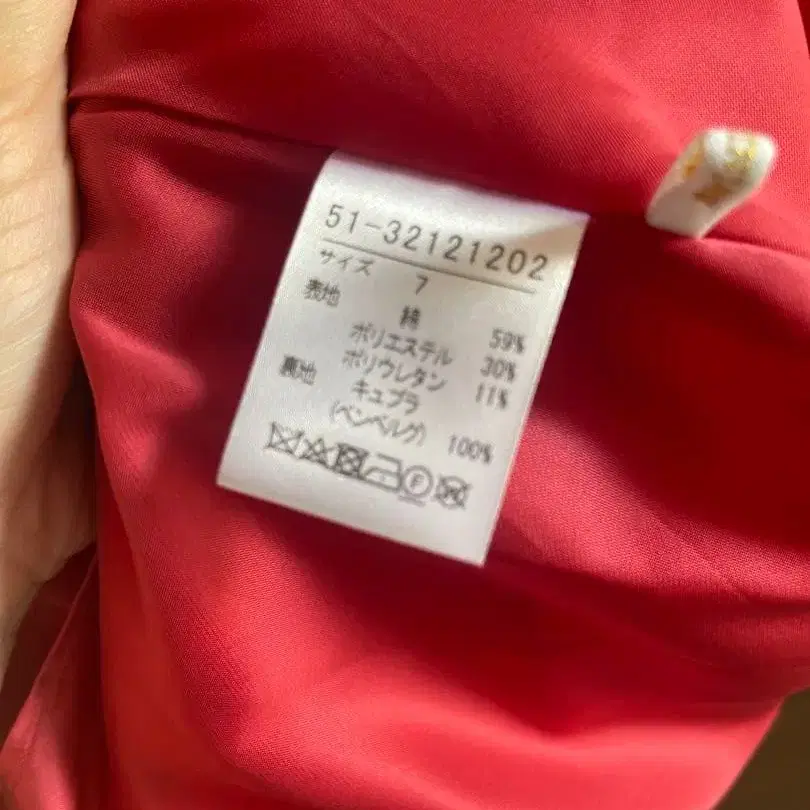 51-32121202
サイズ 7
表地 綿 59%
ポリエステル 30%
ポリウレタン 11%
裏地 キュプラ
(ベンベルグ) 100%
F